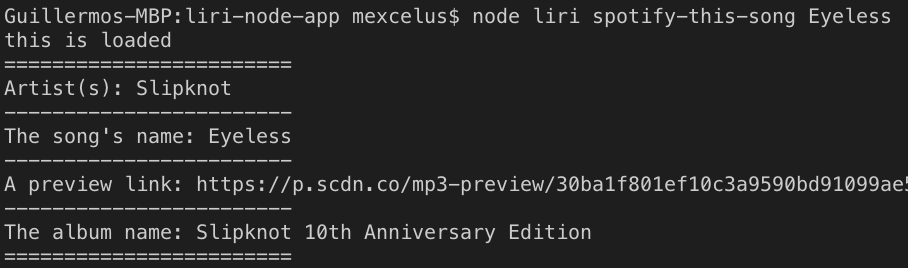 Guillermos-MBP:liri-node-app mexcelus$ node liri spotify-this-song Eyeless
this is loaded
========================
Artist(s): Slipknot
------------------------
The song's name: Eyeless
------------------------
A preview link: https://p.scdn.co/mp3-preview/30ba1f801ef10c3a9590bd91099ae5
------------------------
The album name: Slipknot 10th Anniversary Edition
========================